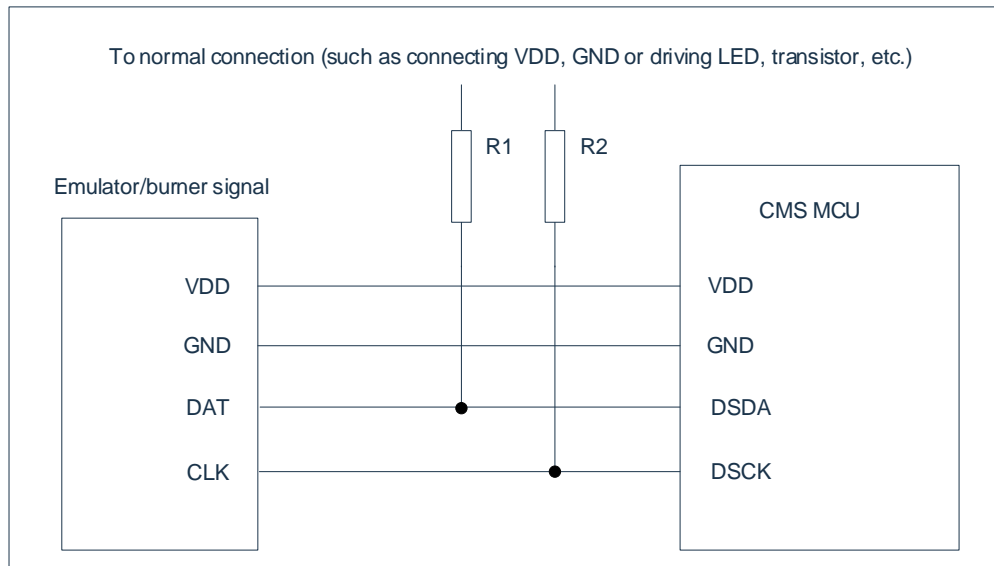 To normal connection (such as connecting VDD, GND or driving LED, transistor, etc.)
R1 R2
Emulator/burner signal
CMS MCU
VDD VDD
GND GND
DAT DSDA
CLK DSCK